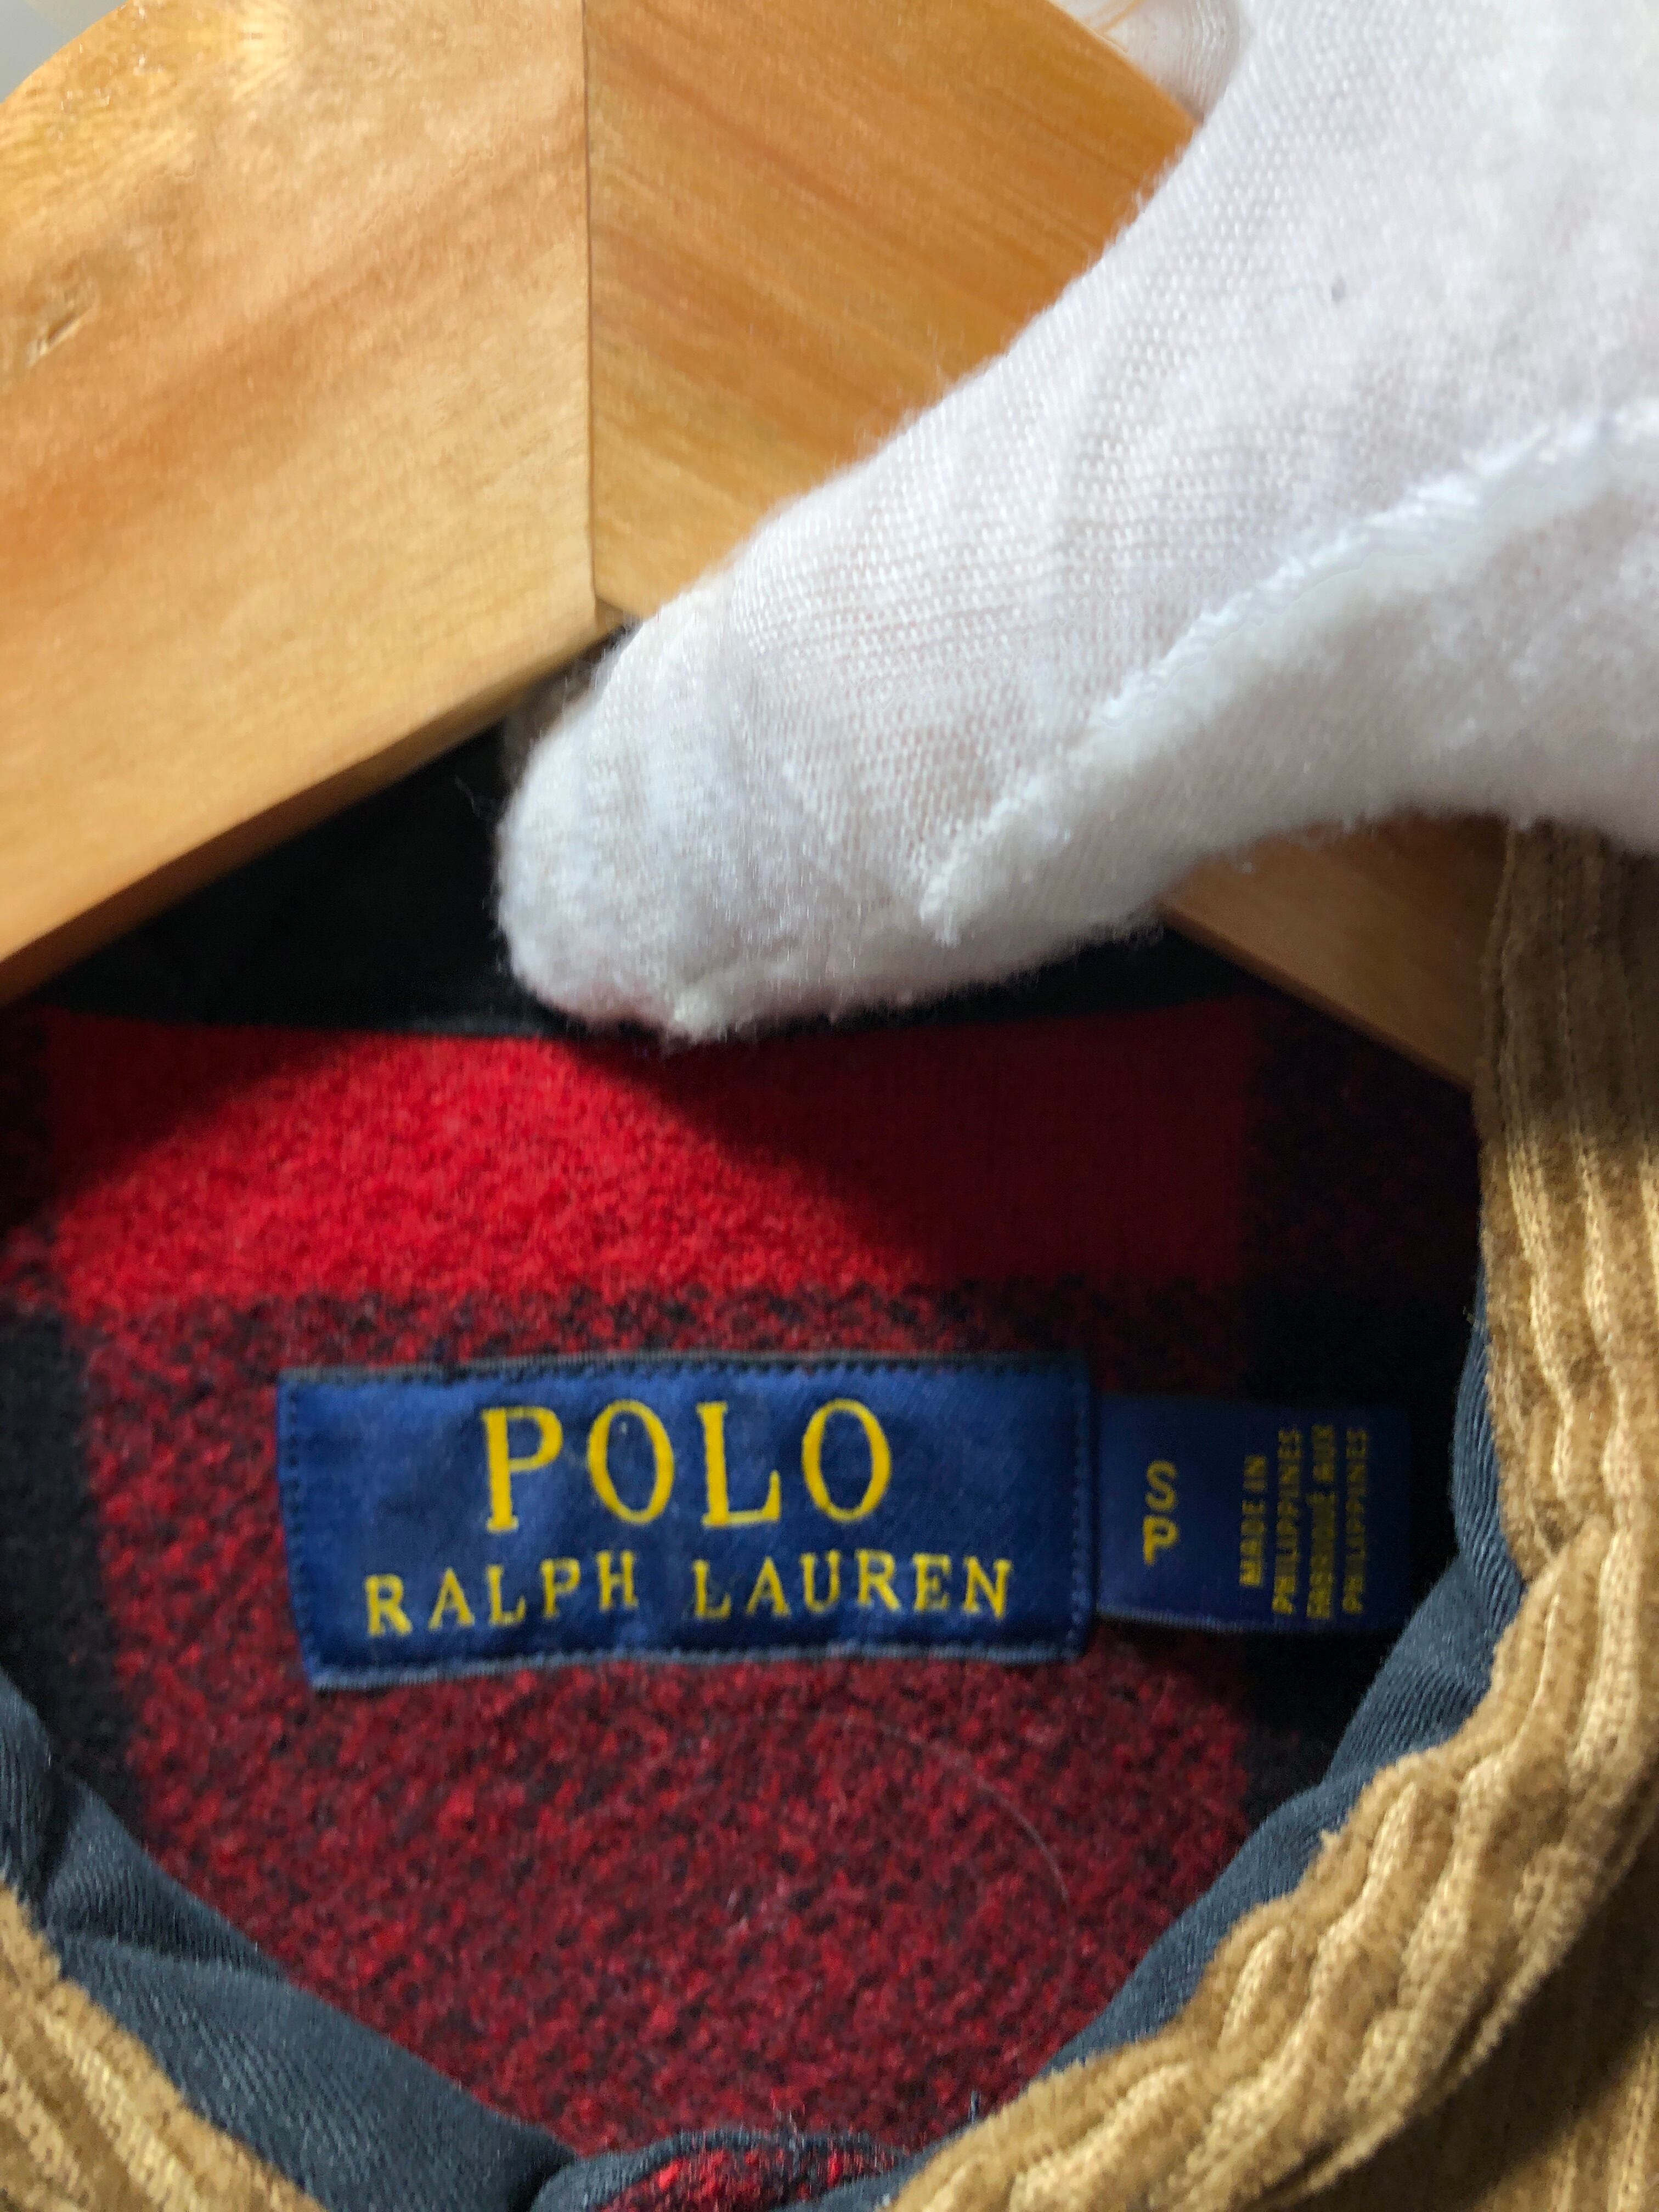 POLO
RALPH LAUREN
S
P
MADE IN
PHILIPPINES
FABRIQUÉ AUX
PHILIPPINES